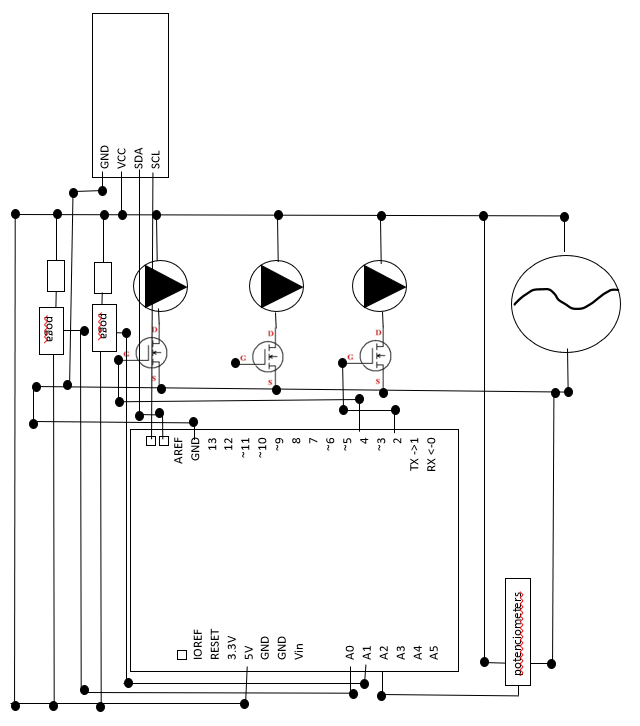 GND
VCC
SDA
SCL
poga
poga
D
G
S
D
G
S
D
G
S
AREF
GND
13
12
~11
~10
~9
8
7
~6
~5
4
~3
2
TX ->1
RX <-0
IOREF
RESET
3.3V
5V
GND
GND
Vin
A0
A1
A2
A3
A4
A5
potenciometers